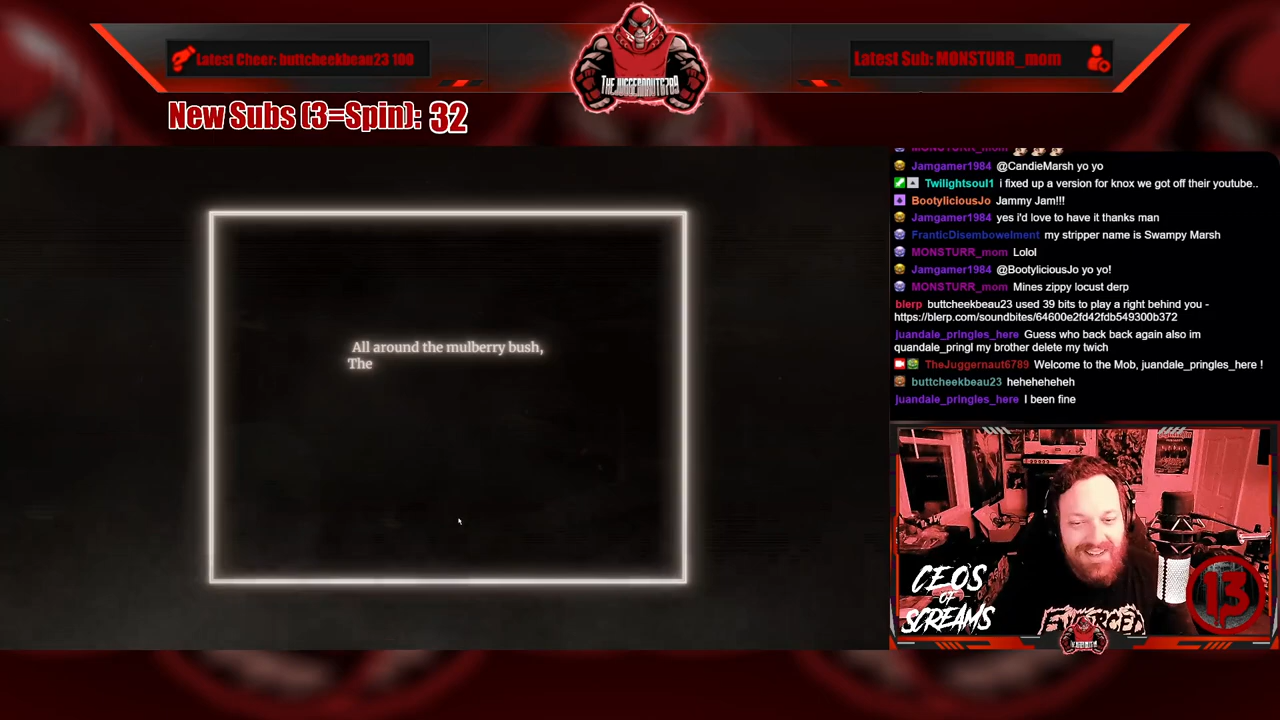 Latest Cheer: buttcheekbeau23 100
THEJUGGERNAUT6789
Latest Sub: MONSTURR_mom
New Subs (3=Spin): 32
All around the mulberry bush,
The
MONSTURR_mom
Jamgamer1984 @CandieMarsh yo yo
Twilightsoul1 i fixed up a version for knox we got off their youtube..
BootyliciousJo Jammy Jam!!!
Jamgamer1984 yes i'd love to have it thanks man
FranticDisembowelment my stripper name is Swampy Marsh
MONSTURR_mom Lolol
Jamgamer1984 @BootyliciousJo yo yo!
MONSTURR_mom Mines zippy locust derp
blerp buttcheekbeau23 used 39 bits to play a right behind you -
https://blerp.com/soundbites/64600e2fd42fdb549300b372
juandale_pringles_here Guess who back back again also im
quandale_pringl my brother delete my twich
TheJuggernaut6789 Welcome to the Mob, juandale_pringles_here !
buttcheekbeau23 heheheheheh
juandale_pringles_here I been fine
CEOS
OF
SCREAMS
ENFORCED
13